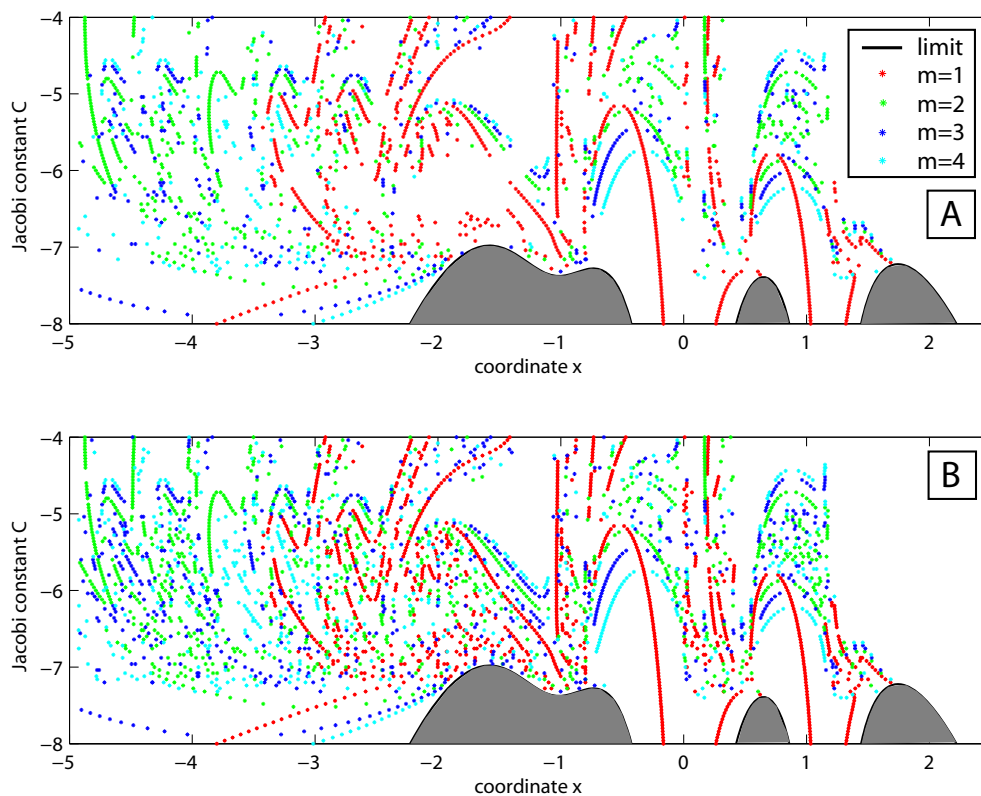 −4
−5
−6
−7
−8
Jacobi constant C
limit
m=1
m=2
m=3
m=4
A
−5 −4 −3 −2 −1 0 1 2
coordinate x
−4
−5
−6
−7
−8
Jacobi constant C
B
−5 −4 −3 −2 −1 0 1 2
coordinate x